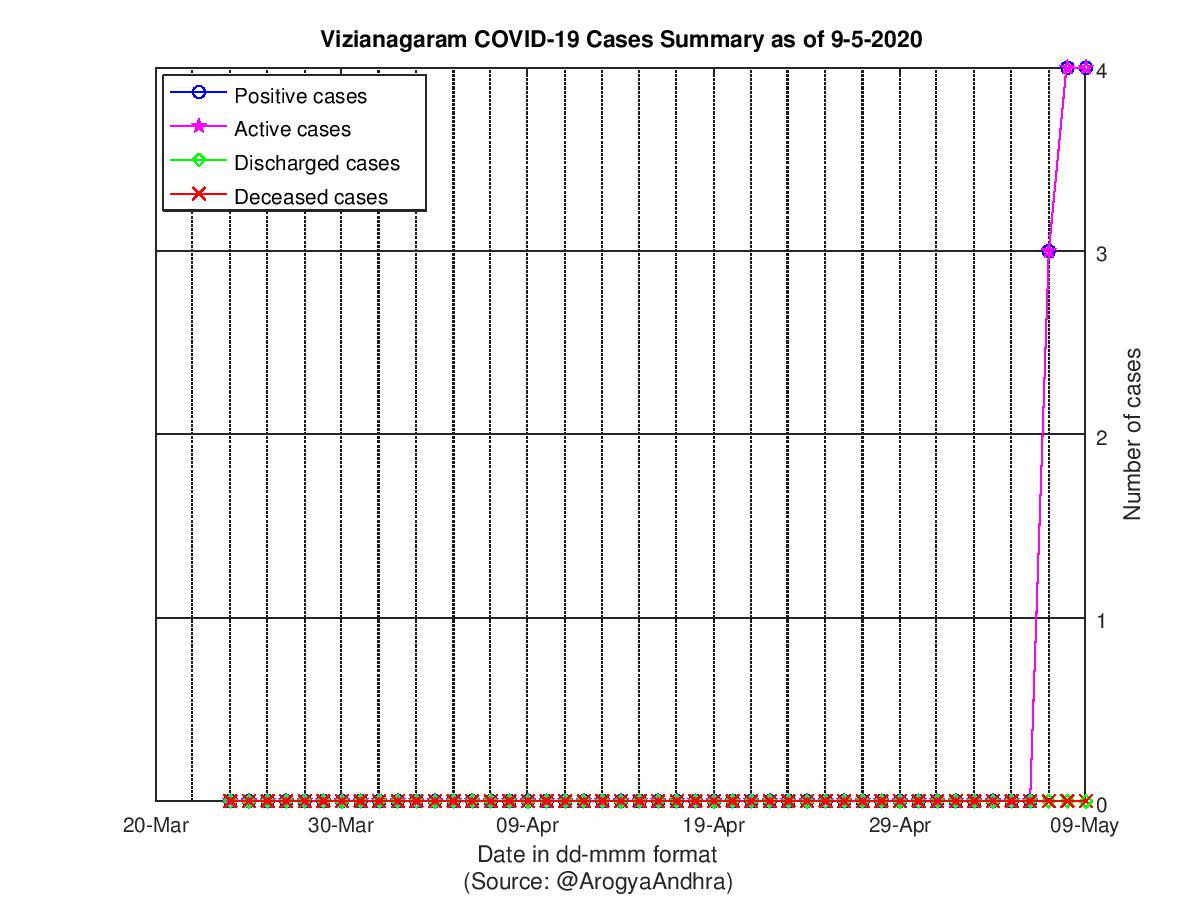 Vizianagaram COVID-19 Cases Summary as of 9-5-2020
Positive cases
Active cases
Discharged cases
Deceased cases
4
3
2
1
0
Number of cases
20-Mar 30-Mar 09-Apr 19-Apr 29-Apr 09-May
Date in dd-mmm format
(Source: @ArogyaAndhra)